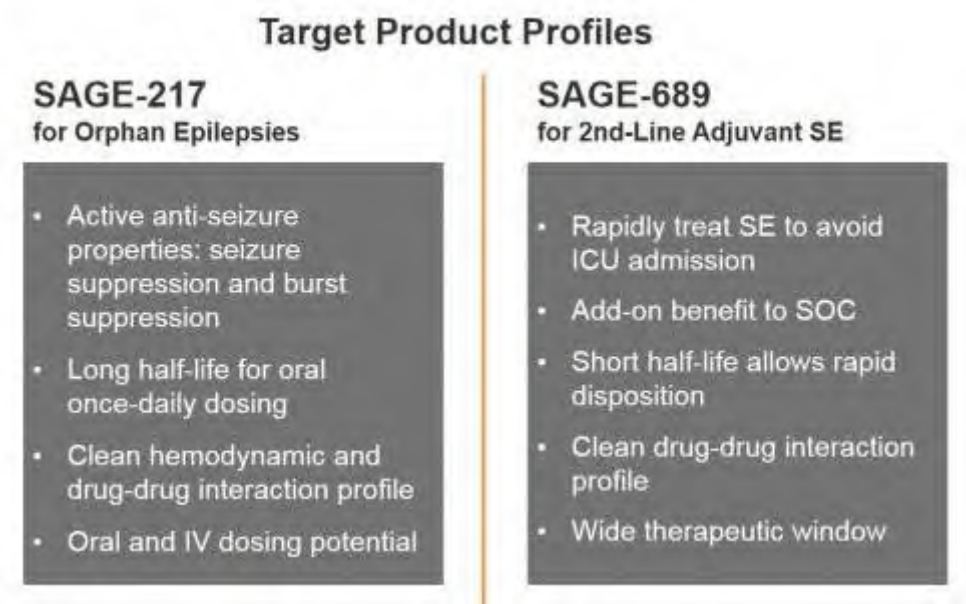 Target Product Profiles
SAGE-217
for Orphan Epilepsies
• Active anti-seizure
properties: seizure
suppression and burst
suppression
• Long half-life for oral
once-daily dosing
• Clean hemodynamic and
drug-drug interaction profile
• Oral and IV dosing potential
SAGE-689
for 2nd-Line Adjuvant SE
• Rapidly treat SE to avoid
ICU admission
• Add-on benefit to SOC
• Short half-life allows rapid
disposition
• Clean drug-drug interaction
profile
• Wide therapeutic window